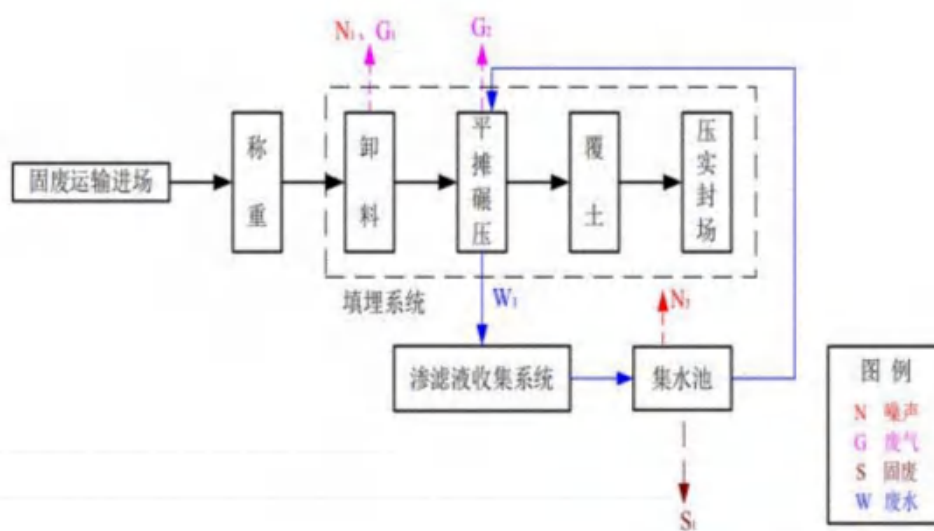 N₁、G₁
G₂
固废运输进场
称重
卸料
平摊碾压
覆土
压实封场
填埋系统
W₁
N₃
渗滤液收集系统
集水池
S₁
图 例
N 噪声
G 废气
S 固废
W 废水